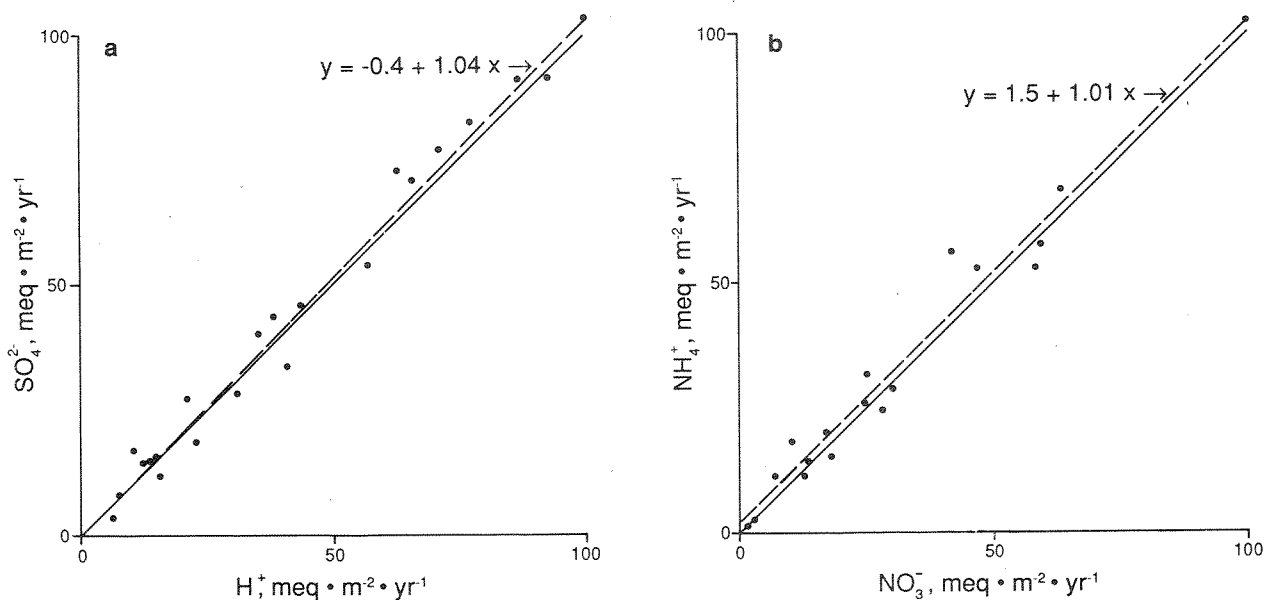 a
y = -0.4 + 1.04 x →
100
50
0
SO₄²⁻, meq • m⁻² • yr⁻¹
0 50 100
H⁺, meq • m⁻² • yr⁻¹
b
y = 1.5 + 1.01 x →
100
50
0
NH₄⁺, meq • m⁻² • yr⁻¹
0 50 100
NO₃⁻, meq • m⁻² • yr⁻¹